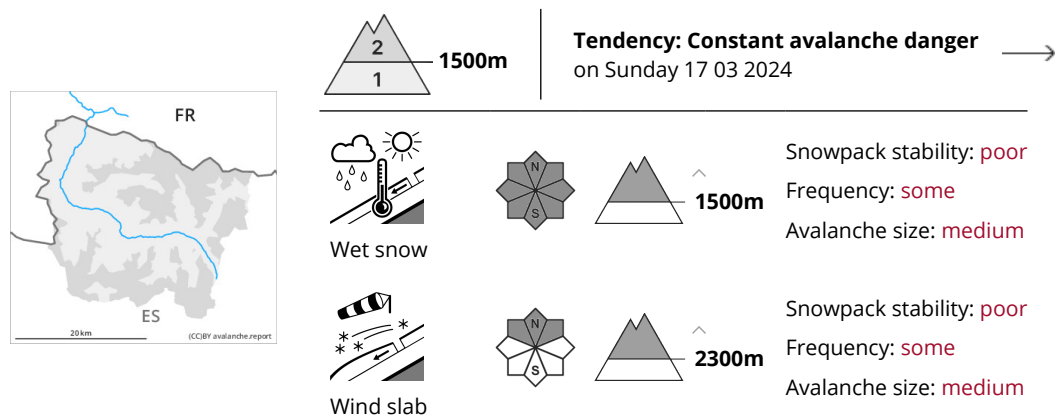 2
1
1500m
Tendency: Constant avalanche danger
on Sunday 17 03 2024
FR
ES
20 km
(CC)BY avalanche.report
Wet snow
N
S
1500m
Snowpack stability: poor
Frequency: some
Avalanche size: medium
Wind slab
N
S
2300m
Snowpack stability: poor
Frequency: some
Avalanche size: medium